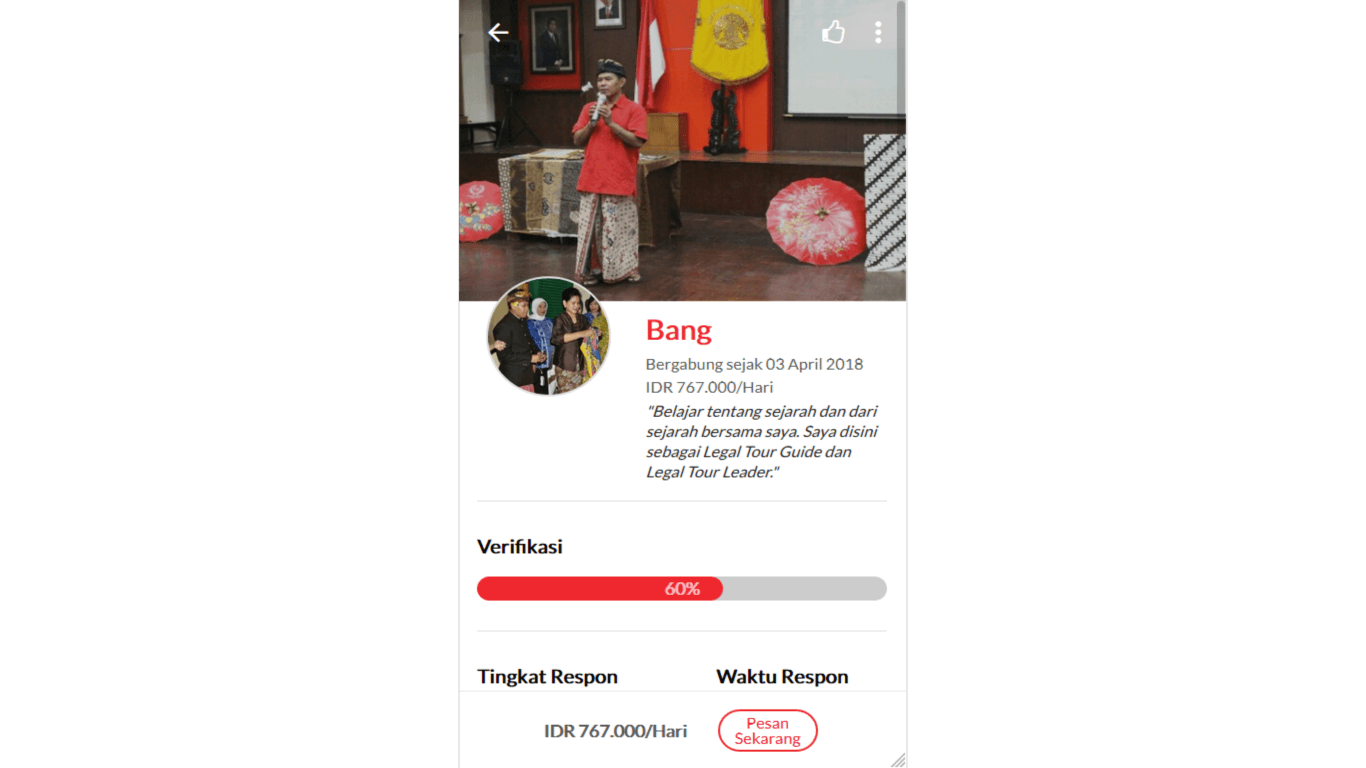 Bang
Bergabung sejak 03 April 2018
IDR 767.000/Hari
"Belajar tentang sejarah dan dari
sejarah bersama saya. Saya disini
sebagai Legal Tour Guide dan
Legal Tour Leader."
Verifikasi
60%
Tingkat Respon
Waktu Respon
IDR 767.000/Hari
Pesan
Sekarang